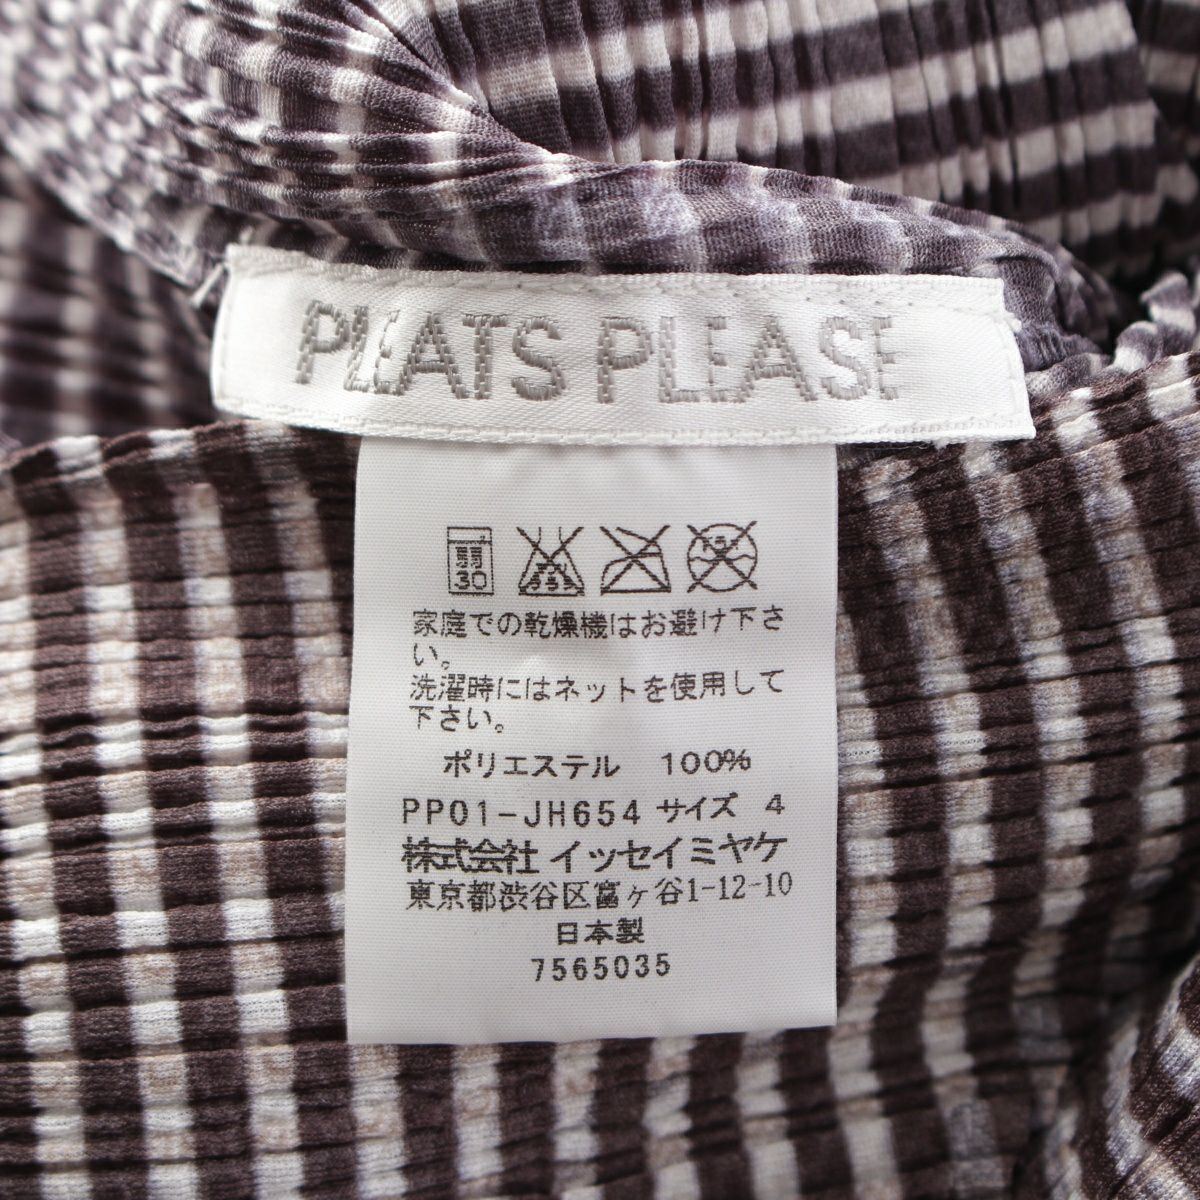 PLEATS PLEASE
弱
30
家庭での乾燥機はお避け下さ
い。
洗濯時にはネットを使用して
下さい。
ポリエステル 100%
PP01-JH654 サイズ 4
株式会社 イッセイミヤケ
東京都渋谷区富ヶ谷1-12-10
日本製
7565035